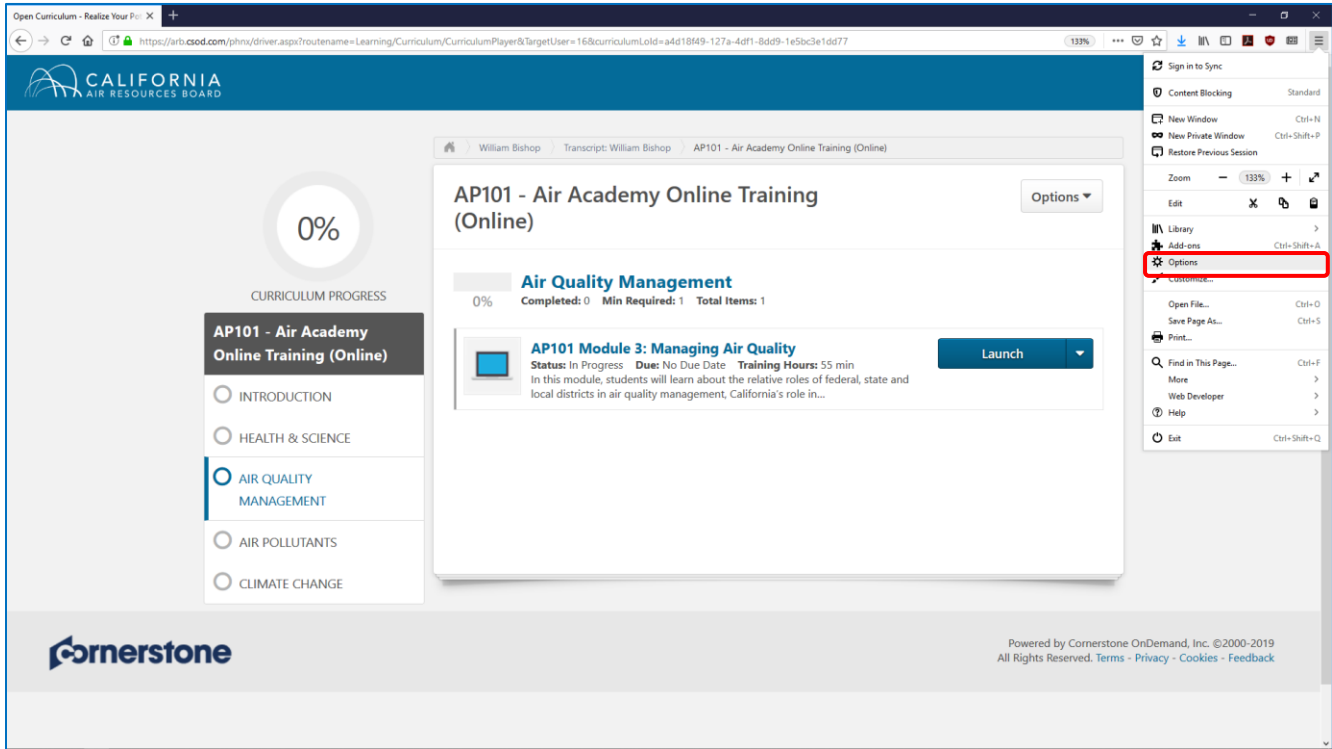 Open Curriculum - Realize Your Pot
https://arb.csod.com/phnx/driver.aspx?routename=Learning/Curriculum/CurriculumPlayer&TargetUser=16&curriculumLoId=a4d18f49-127a-4df1-8dd9-1e5bc3e1dd77
133%
CALIFORNIA
AIR RESOURCES BOARD
William Bishop
Transcript: William Bishop
AP101 - Air Academy Online Training (Online)
0%
CURRICULUM PROGRESS
AP101 - Air Academy
Online Training (Online)
INTRODUCTION
HEALTH & SCIENCE
AIR QUALITY
MANAGEMENT
AIR POLLUTANTS
CLIMATE CHANGE
AP101 - Air Academy Online Training
(Online)
Options
Air Quality Management
0% Completed: 0 Min Required: 1 Total Items: 1
AP101 Module 3: Managing Air Quality
Status: In Progress Due: No Due Date Training Hours: 55 min
In this module, students will learn about the relative roles of federal, state and
local districts in air quality management, California's role in...
Launch
Sign in to Sync
Content Blocking Standard
New Window Ctrl+N
New Private Window Ctrl+Shift+P
Restore Previous Session
Zoom 133%
Edit
Library
Add-ons Ctrl+Shift+A
Options
Customize...
Open File... Ctrl+O
Save Page As... Ctrl+S
Print...
Find in This Page... Ctrl+F
More
Web Developer
Help
Exit Ctrl+Shift+Q
cornerstone
Powered by Cornerstone OnDemand, Inc. ©2000-2019
All Rights Reserved. Terms - Privacy - Cookies - Feedback